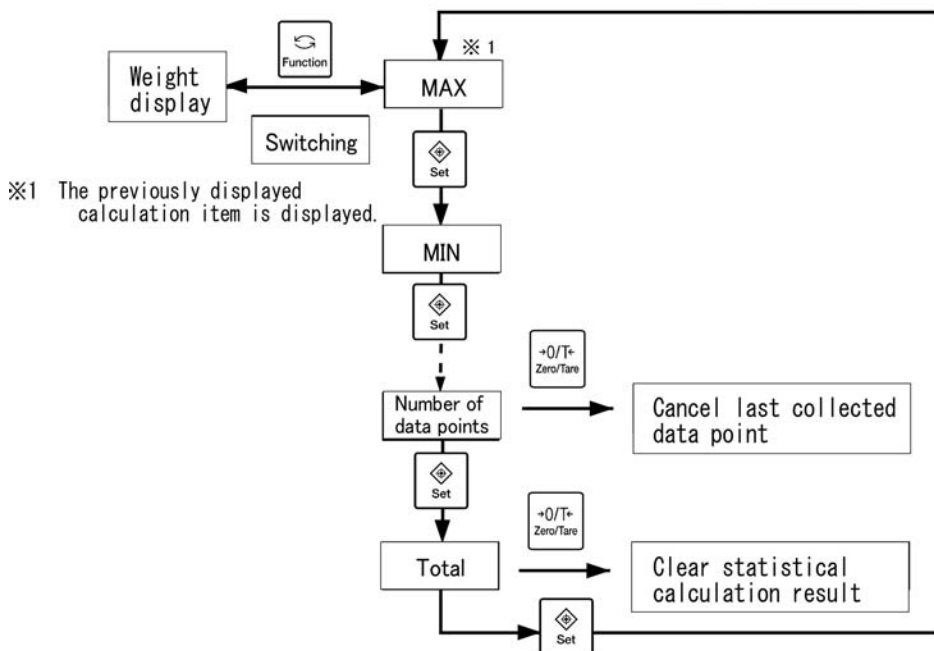 ※ 1
Function
Weight
display
MAX
Switching
Set
※1 The previously displayed
calculation item is displayed.
MIN
Set
→0/T←
Zero/Tare
Number of
data points
Cancel last collected
data point
Set
→0/T←
Zero/Tare
Total
Clear statistical
calculation result
Set